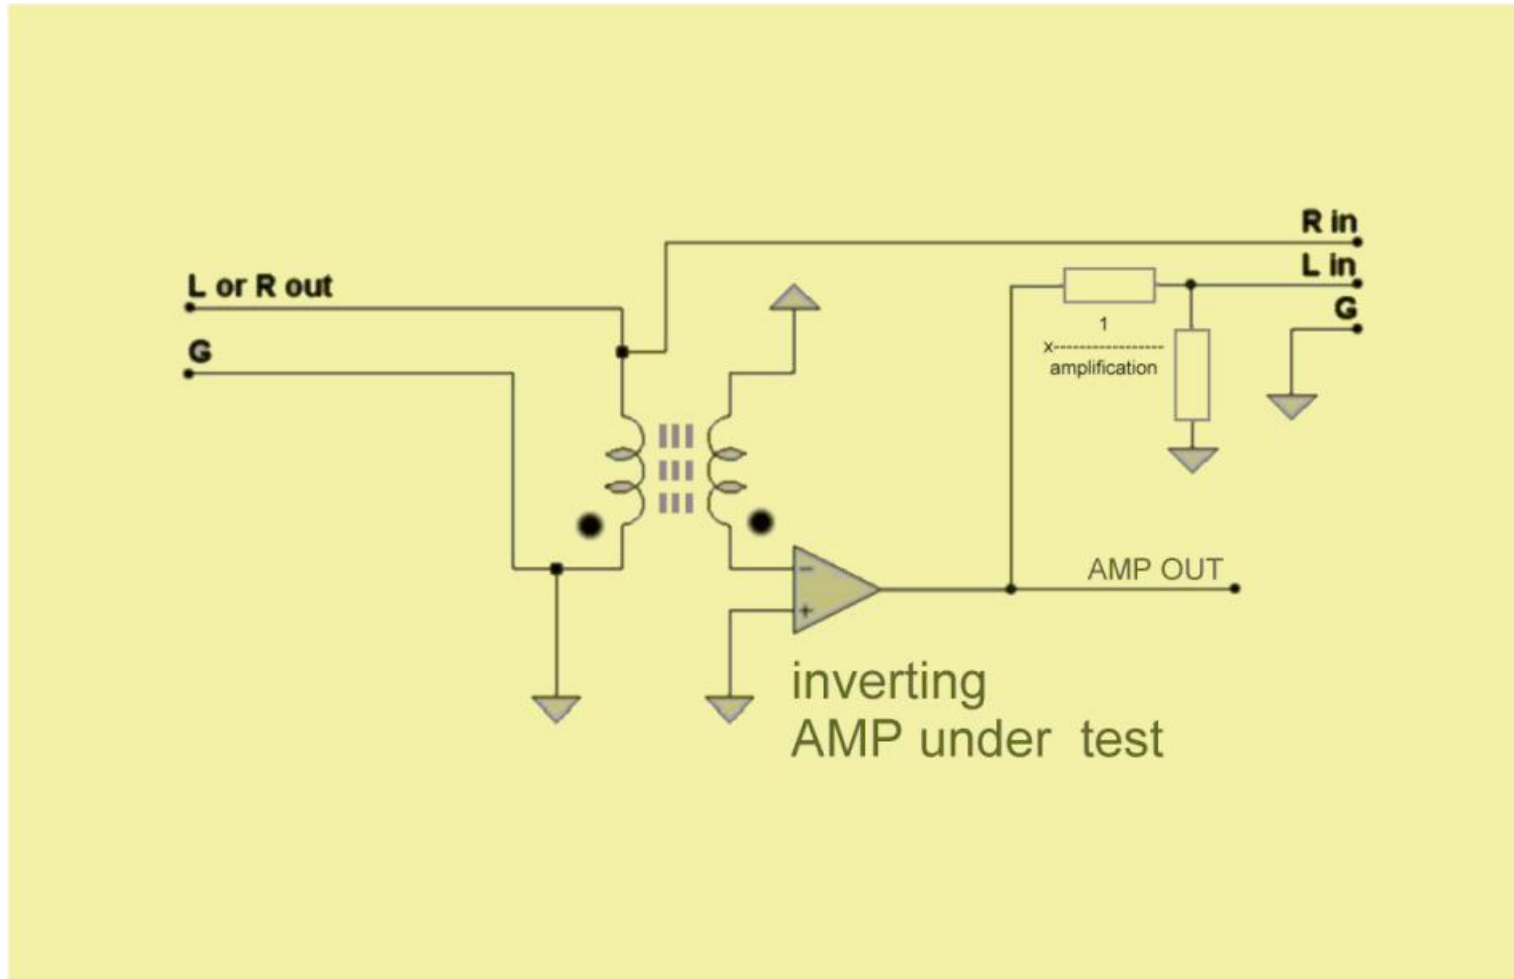 R in
L or R out
L in
G
G
1
x----------------
amplification
−
+
AMP OUT
inverting
AMP under test